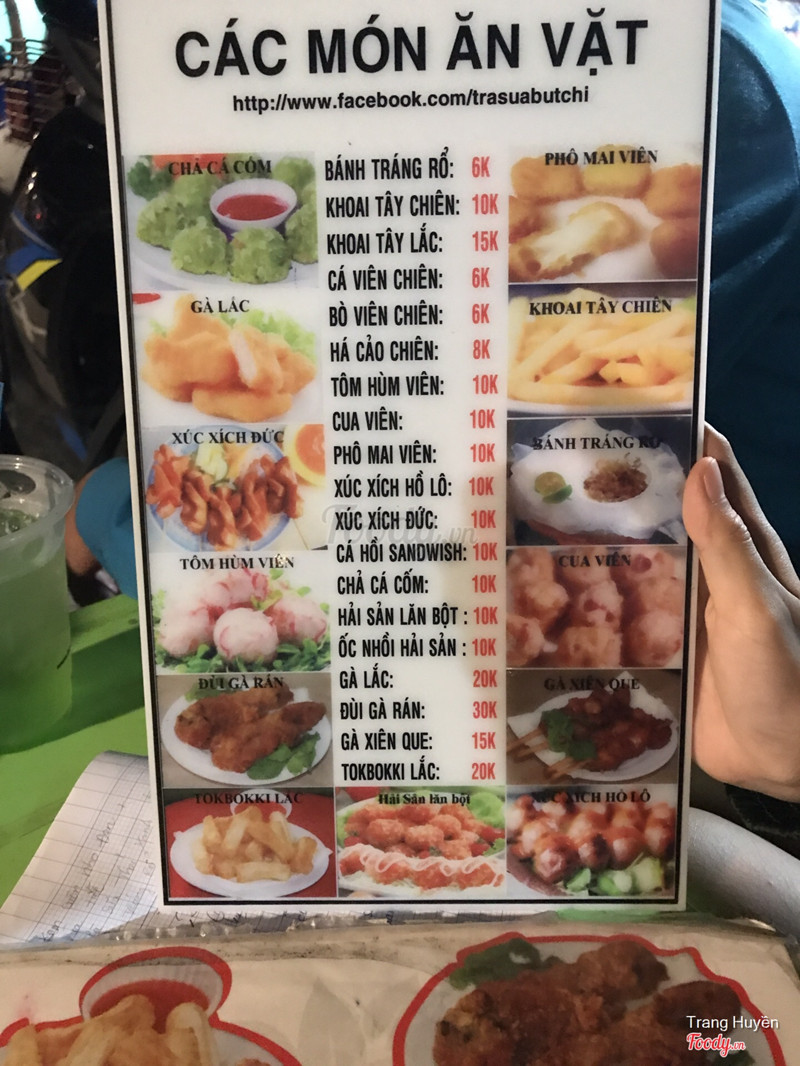 CÁC MÓN ĂN VẶT
http://www.facebook.com/trasuabutchi
CHẢ CÁ CỐM
GÀ LẮC
XÚC XÍCH ĐỨC
TÔM HÙM VIÊN
ĐÙI GÀ RÁN
TOKBOKKI LẮC
BÁNH TRÁNG RỔ: 6K
KHOAI TÂY CHIÊN: 10K
KHOAI TÂY LẮC: 15K
CÁ VIÊN CHIÊN: 6K
BÒ VIÊN CHIÊN: 6K
HÁ CẢO CHIÊN: 8K
TÔM HÙM VIÊN: 10K
CUA VIÊN: 10K
PHÔ MAI VIÊN: 10K
XÚC XÍCH HỒ LÔ: 10K
XÚC XÍCH ĐỨC: 10K
CÁ HỒI SANDWISH: 10K
CHẢ CÁ CỐM: 10K
HẢI SẢN LĂN BỘT : 10K
ỐC NHỒI HẢI SẢN : 10K
GÀ LẮC: 20K
ĐÙI GÀ RÁN: 30K
GÀ XIÊN QUE: 15K
TOKBOKKI LẮC: 20K
Hải Sản lăn bột
PHÔ MAI VIÊN
KHOAI TÂY CHIÊN
BÁNH TRÁNG RỔ
CUA VIÊN
GÀ XIÊN QUE
XÚC XÍCH HỒ LÔ
Foody.vn
Trang Huyền
Foody.vn